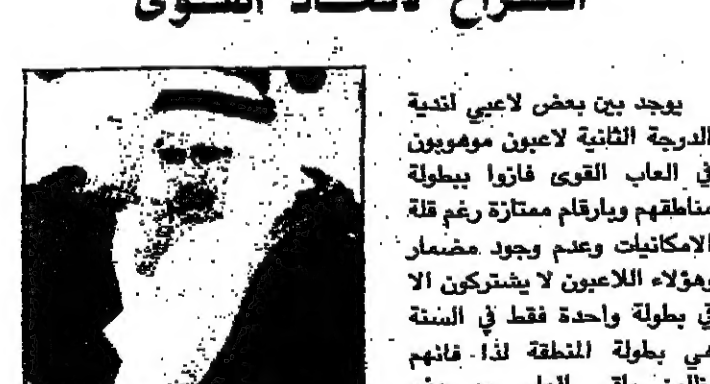 لاتحاد القوى
يوجد بين بعض لاعبي اندية
الدرجة الثانية لاعبون موهوبون
في العاب القوى فازوا ببطولة
مناطقهم وبارقام ممتازة رغم قلة
الامكانيات وعدم وجود مضمار
وهؤلاء اللاعبون لا يشتركون الا
في بطولة واحدة فقط في السنة
هي بطولة المنطقة لذا فانهم